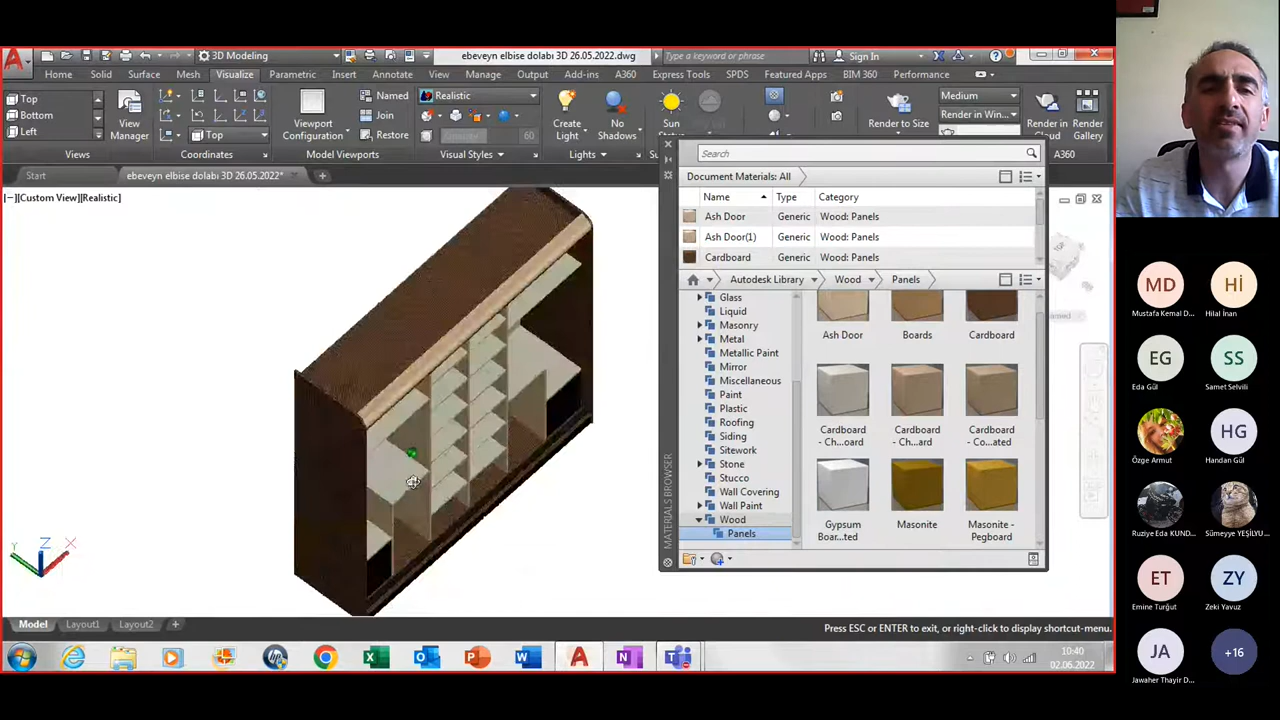 3D Modeling
ebeveyn elbise dolabı 3D 26.05.2022.dwg
Type a keyword or phrase
Sign In
Home Solid Surface Mesh Visualize Parametric Insert Annotate View Manage Output Add-ins A360 Express Tools SPDS Featured Apps BIM 360 Performance
Top
Bottom
Left
View
Manager
Views
Top
Coordinates
Viewport
Configuration
Named
Join
Restore
Model Viewports
Realistic
60
Visual Styles
Create
Light
No
Shadows
Lights
Sun
Render to Size
Medium
Render in Win...
Render in
Cloud
Render
Gallery
A360
Start
ebeveyn elbise dolabı 3D 26.05.2022*
[−][Custom View][Realistic]
Z
X
Search
Document Materials: All
Name Type Category
Ash Door Generic Wood: Panels
Ash Door(1) Generic Wood: Panels
Cardboard Generic Wood: Panels
Autodesk Library Wood Panels
Glass
Liquid
Masonry
Metal
Metallic Paint
Mirror
Miscellaneous
Paint
Plastic
Roofing
Siding
Sitework
Stone
Stucco
Wall Covering
Wall Paint
Wood
Panels
Ash Door Boards Cardboard
Cardboard
- Ch...oard
Cardboard
- Ch...ard
Cardboard
- Co...ated
Gypsum
Boar...ted
Masonite
Masonite -
Pegboard
MATERIALS BROWSER
Model Layout1 Layout2
Press ESC or ENTER to exit, or right-click to display shortcut-menu.
10:40
02.06.2022
MD
Mustafa Kemal D...
Hİ
Hilal İnan
EG
Eda Gül
SS
Samet Selvili
Özge Armut
HG
Handan Gül
Ruziye Eda KUND...
Sümeyye YEŞİLYU...
ET
Emine Turğut
ZY
Zeki Yavuz
JA
Jawaher Thayir D...
+16